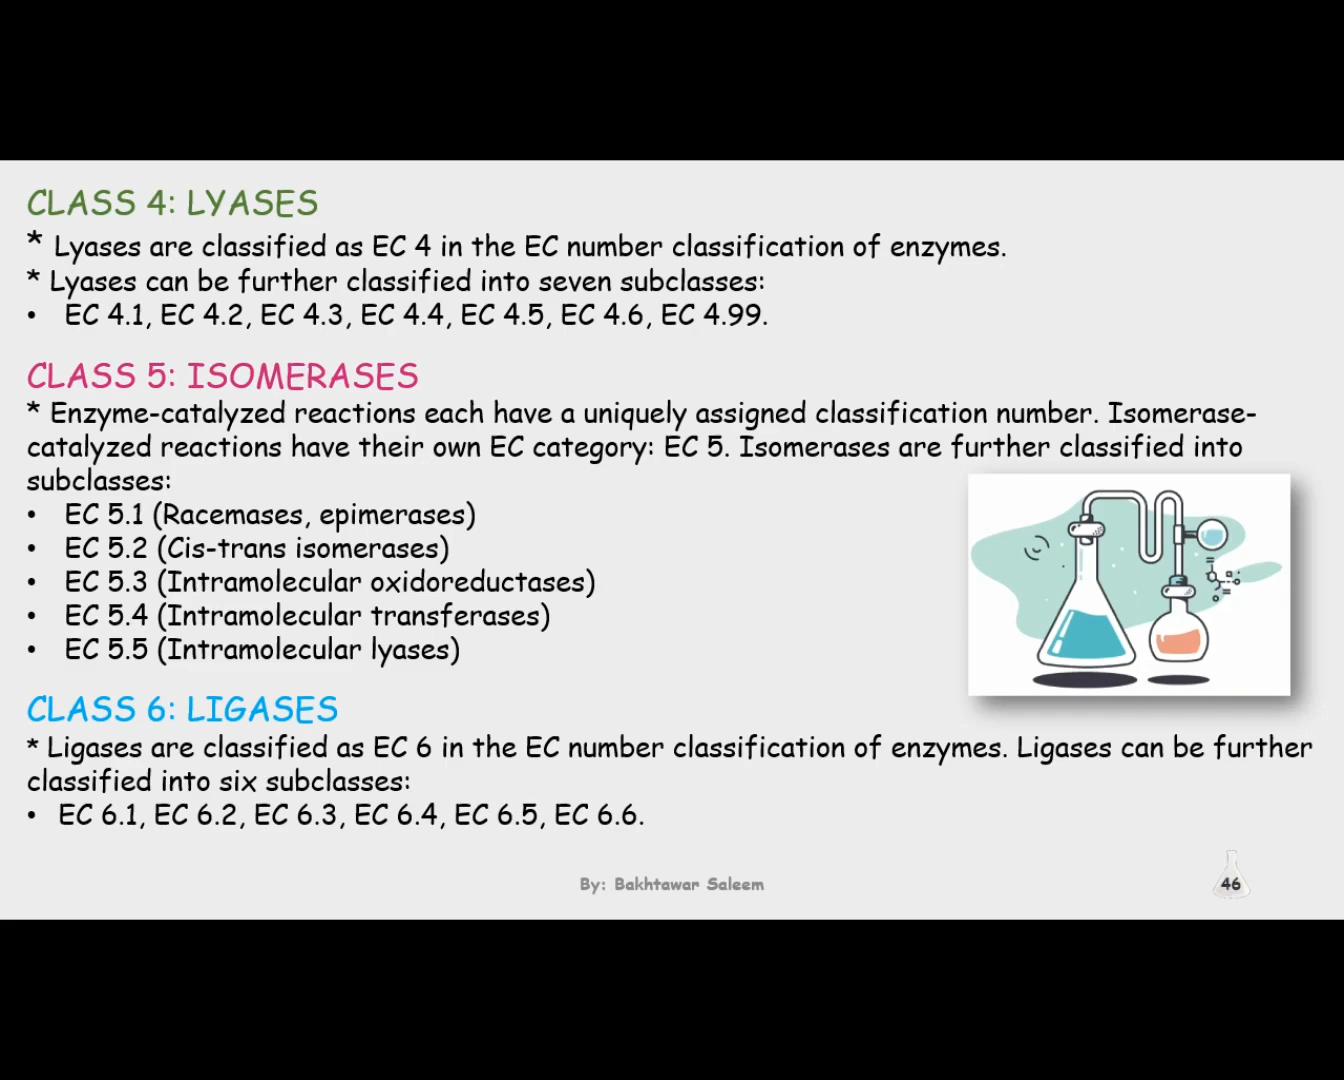 CLASS 4: LYASES
* Lyases are classified as EC 4 in the EC number classification of enzymes.
* Lyases can be further classified into seven subclasses:
• EC 4.1, EC 4.2, EC 4.3, EC 4.4, EC 4.5, EC 4.6, EC 4.99.
CLASS 5: ISOMERASES
* Enzyme-catalyzed reactions each have a uniquely assigned classification number. Isomerase-
catalyzed reactions have their own EC category: EC 5. Isomerases are further classified into
subclasses:
• EC 5.1 (Racemases, epimerases)
• EC 5.2 (Cis-trans isomerases)
• EC 5.3 (Intramolecular oxidoreductases)
• EC 5.4 (Intramolecular transferases)
• EC 5.5 (Intramolecular lyases)
CLASS 6: LIGASES
* Ligases are classified as EC 6 in the EC number classification of enzymes. Ligases can be further
classified into six subclasses:
• EC 6.1, EC 6.2, EC 6.3, EC 6.4, EC 6.5, EC 6.6.
By: Bakhtawar Saleem
46